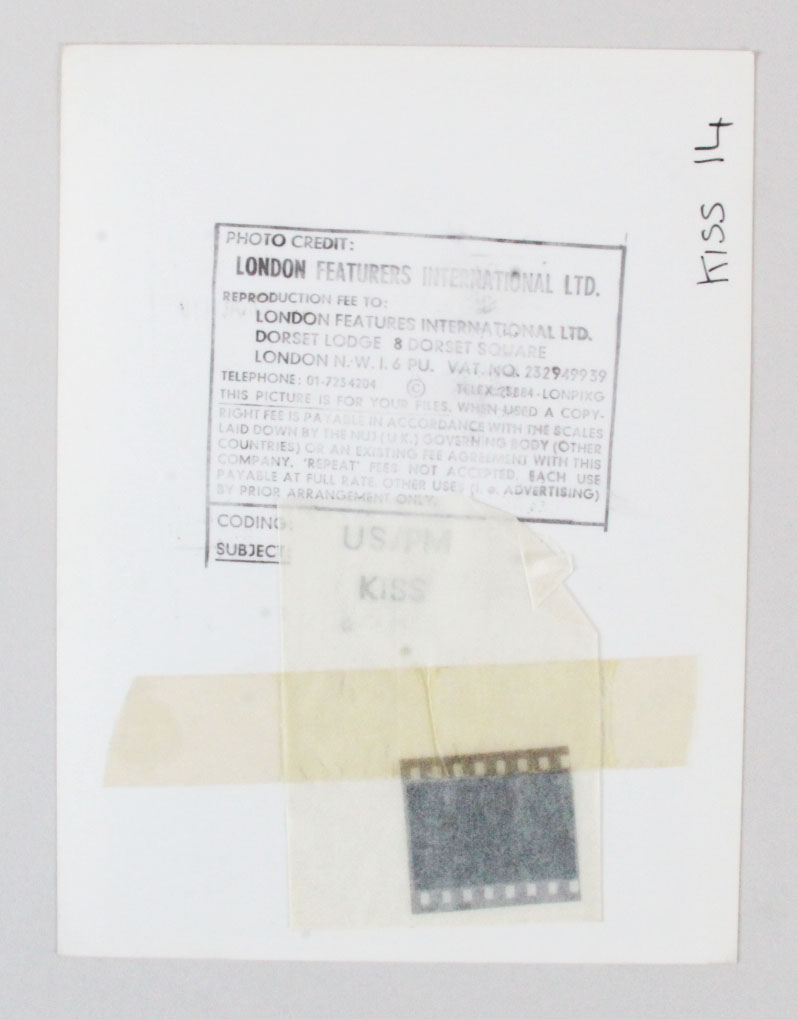 KISS 14
PHOTO CREDIT:
LONDON FEATURERS INTERNATIONAL LTD.
REPRODUCTION FEE TO:
LONDON FEATURES INTERNATIONAL LTD.
DORSET LODGE 8 DORSET SQUARE
LONDON N.W.I.6 PU. VAT. NO. 232949939
TELEPHONE: 01-7234204 © TELEX:25884-LONPIXG
THIS PICTURE IS FOR YOUR FILES. WHEN USED A COPY-
RIGHT FEE IS PAYABLE IN ACCORDANCE WITH THE SCALES
LAID DOWN BY THE NUJ (U.K.) GOVERNING BODY (OTHER
COUNTRIES) OR AN EXISTING FEE AGREEMENT WITH THIS
COMPANY. 'REPEAT' FEES NOT ACCEPTED. EACH USE
PAYABLE AT FULL RATE. OTHER USES (I. e. ADVERTISING)
BY PRIOR ARRANGEMENT ONLY.
CODING: US/PM
SUBJECT: KISS